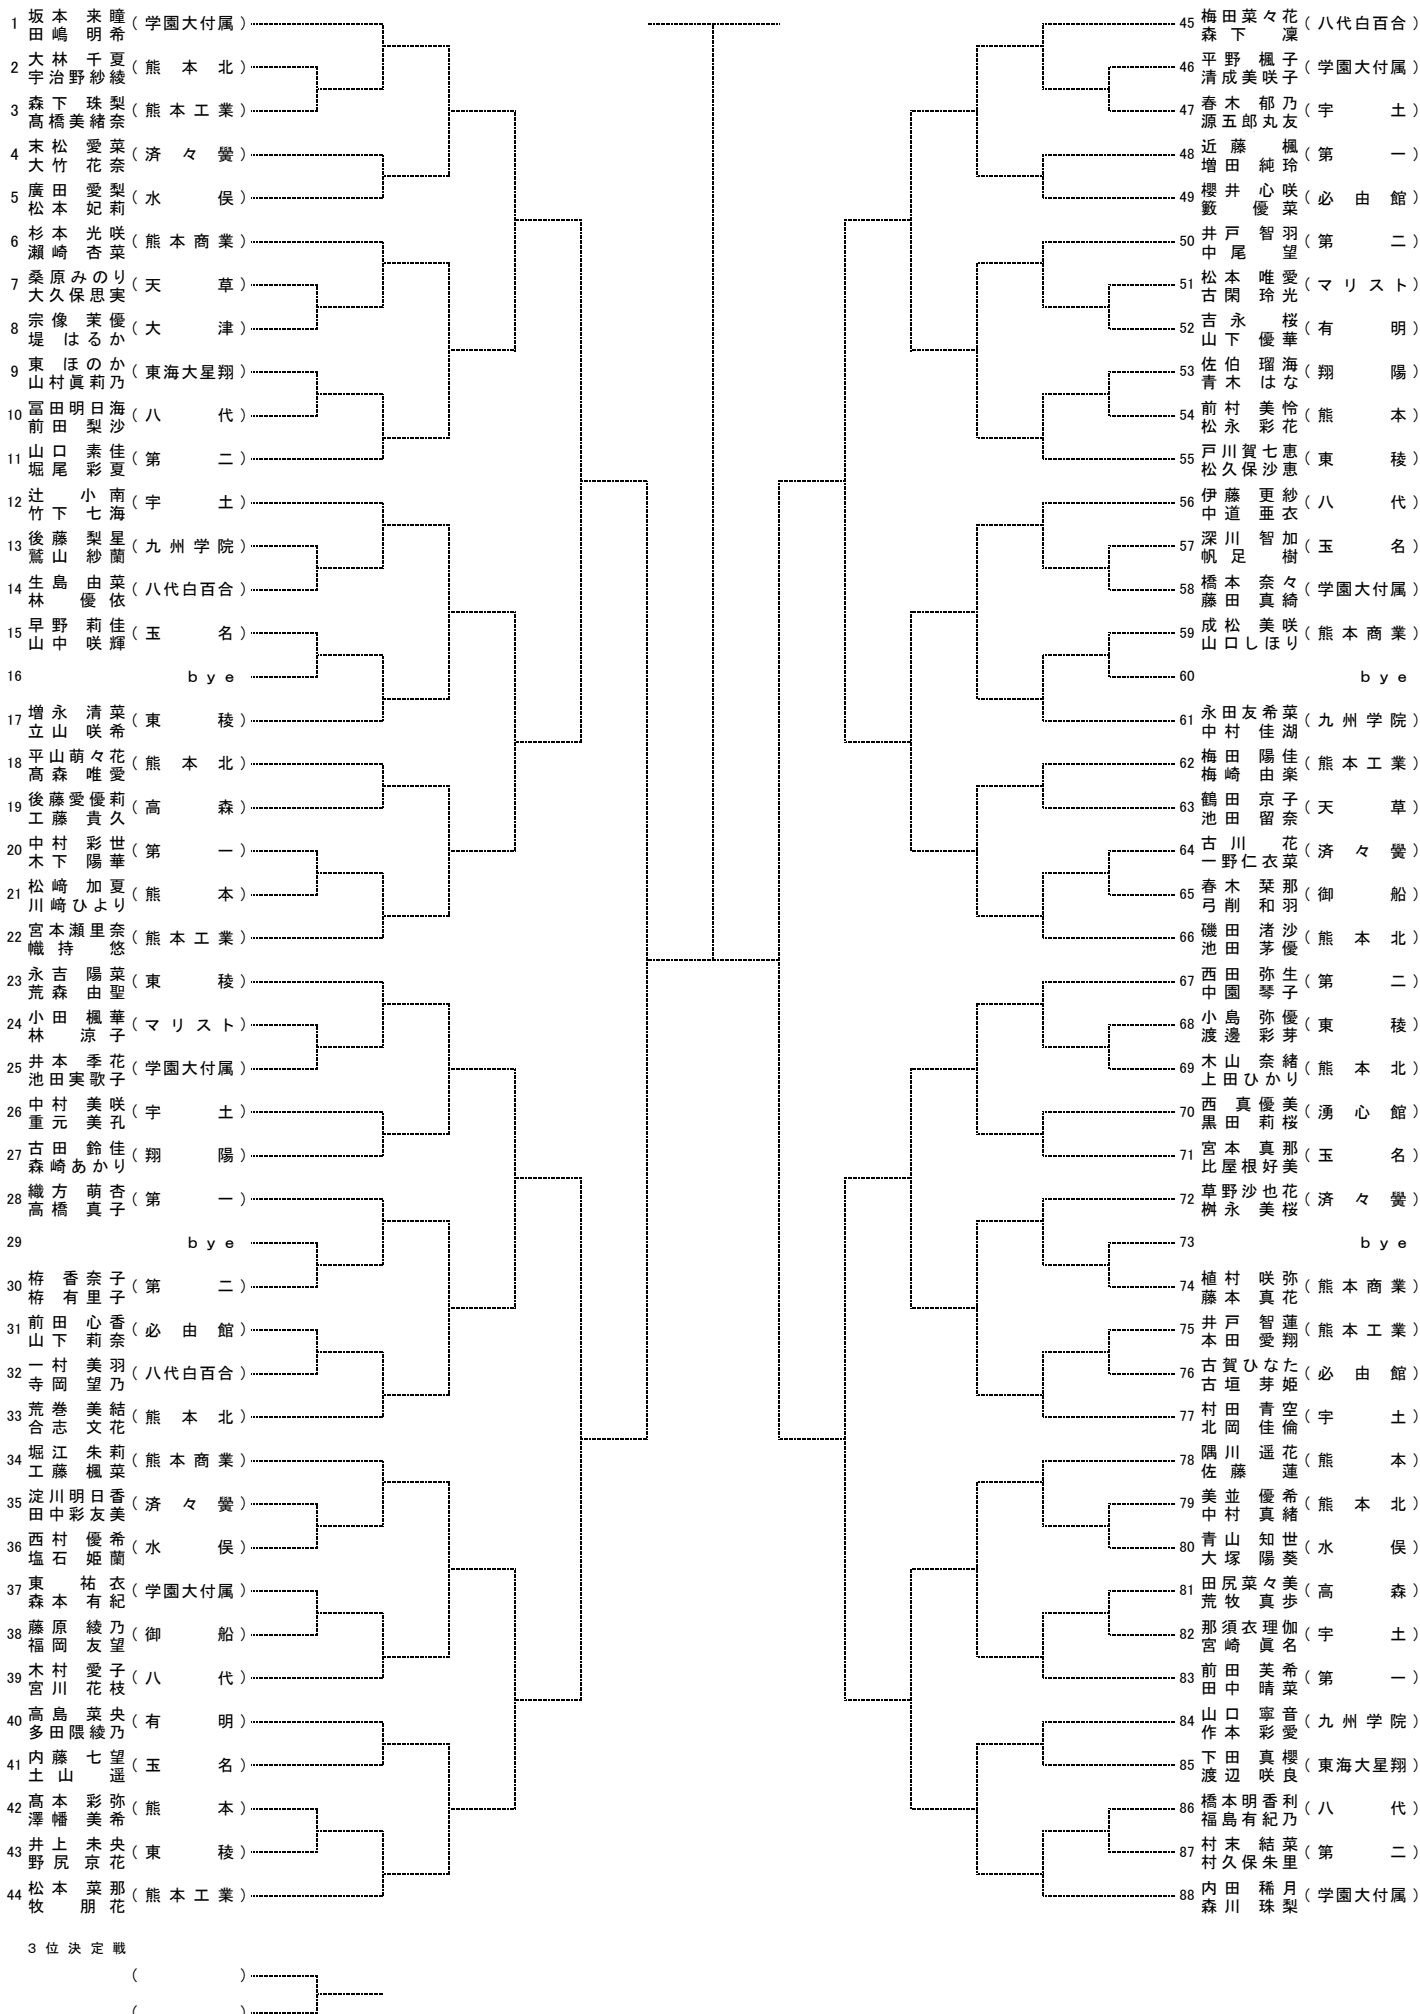 1 坂本 来瞳 (学園大付属)
田嶋 明希
2 大林 千夏 (熊本北)
宇治野紗綾
3 森下 珠梨 (熊本工業)
髙橋美緒奈
4 末松 愛菜 (済々黌)
大竹 花奈
5 廣田 愛梨 (水俣)
松本 妃莉
6 杉本 光咲 (熊本商業)
瀬崎 杏菜
7 桑原みのり (天草)
大久保思実
8 宗像 茉優 (大津)
堤 はるか
9 東 ほのか (東海大星翔)
山村眞莉乃
10 冨田明日海 (八代)
前田 梨沙
11 山口 素佳 (第二)
堀尾 彩夏
12 辻 小南 (宇土)
竹下 七海
13 後藤 梨星 (九州学院)
鷲山 紗蘭
14 生島 由菜 (八代白百合)
林 優依
15 早野 莉佳 (玉名)
山中 咲輝
16 bye
17 増永 清菜 (東稜)
立山 咲希
18 平山萌々花 (熊本北)
髙森 唯愛
19 後藤愛優莉 (高森)
工藤 貴久
20 中村 彩世 (第一)
木下 陽華
21 松﨑 加夏 (熊本)
川﨑ひより
22 宮本瀬里奈 (熊本工業)
幟持 悠
23 永吉 陽菜 (東稜)
荒森 由聖
24 小田 楓華 (マリスト)
林 涼子
25 井本 季花 (学園大付属)
池田実歌子
26 中村 美咲 (宇土)
重元 美孔
27 古田 鈴佳 (翔陽)
森崎あかり
28 織方 萌杏 (第一)
高橋 真子
29 bye
30 栫 香奈子 (第二)
栫 有里子
31 前田 心香 (必由館)
山下 莉奈
32 一村 美羽 (八代白百合)
寺岡 望乃
33 荒巻 美結 (熊本北)
合志 文花
34 堀江 朱莉 (熊本商業)
工藤 楓菜
35 淀川明日香 (済々黌)
田中彩友美
36 西村 優希 (水俣)
塩石 姫蘭
37 東 祐衣 (学園大付属)
森本 有紀
38 藤原 綾乃 (御船)
福岡 友望
39 木村 愛子 (八代)
宮川 花枝
40 高島 菜央 (有明)
多田隈綾乃
41 内藤 七望 (玉名)
土山 遥
42 髙本 彩弥 (熊本)
澤幡 美希
43 井上 未央 (東稜)
野尻 京花
44 松本 菜那 (熊本工業)
牧 朋花
45 梅田菜々花 (八代白百合)
森下 凜
46 平野 楓子 (学園大付属)
清成美咲子
47 春木 郁乃 (宇土)
源五郎丸友
48 近藤 楓 (第一)
増田 純玲
49 櫻井 心咲 (必由館)
籔 優菜
50 井戸 智羽 (第二)
中尾 望
51 松本 唯愛 (マリスト)
古閑 玲光
52 吉永 桜 (有明)
山下 優華
53 佐伯 瑠海 (翔陽)
青木 はな
54 前村 美怜 (熊本)
松永 彩花
55 戸川賀七恵 (東稜)
松久保沙恵
56 伊藤 更紗 (八代)
中道 亜衣
57 深川 智加 (玉名)
帆足 樹
58 橋本 奈々 (学園大付属)
藤田 真綺
59 成松 美咲 (熊本商業)
山口しほり
60 bye
61 永田友希菜 (九州学院)
中村 佳湖
62 梅田 陽佳 (熊本工業)
梅崎 由楽
63 鶴田 京子 (天草)
池田 留奈
64 古川 花 (済々黌)
一野仁衣菜
65 春木 栞那 (御船)
弓削 和羽
66 磯田 渚沙 (熊本北)
池田 茅優
67 西田 弥生 (第二)
中園 琴子
68 小島 弥優 (東稜)
渡邊 彩芽
69 木山 奈緒 (熊本北)
上田ひかり
70 西 真優美 (湧心館)
黒田 莉桜
71 宮本 真那 (玉名)
比屋根好美
72 草野沙也花 (済々黌)
桝永 美桜
73 bye
74 植村 咲弥 (熊本商業)
藤本 真花
75 井戸 智蓮 (熊本工業)
本田 愛翔
76 古賀ひなた (必由館)
古垣 芽姫
77 村田 青空 (宇土)
北岡 佳倫
78 隅川 遥花 (熊本)
佐藤 蓮
79 美並 優希 (熊本北)
中村 真緒
80 青山 知世 (水俣)
大塚 陽葵
81 田尻菜々美 (高森)
荒牧 真歩
82 那須衣理伽 (宇土)
宮崎 眞名
83 前田 芙希 (第一)
田中 晴菜
84 山口 寧音 (九州学院)
作本 彩愛
85 下田 真櫻 (東海大星翔)
渡辺 咲良
86 橋本明香利 (八代)
福島有紀乃
87 村末 結菜 (第二)
村久保朱里
88 内田 稀月 (学園大付属)
森川 珠梨
3位決定戦
( )
( )